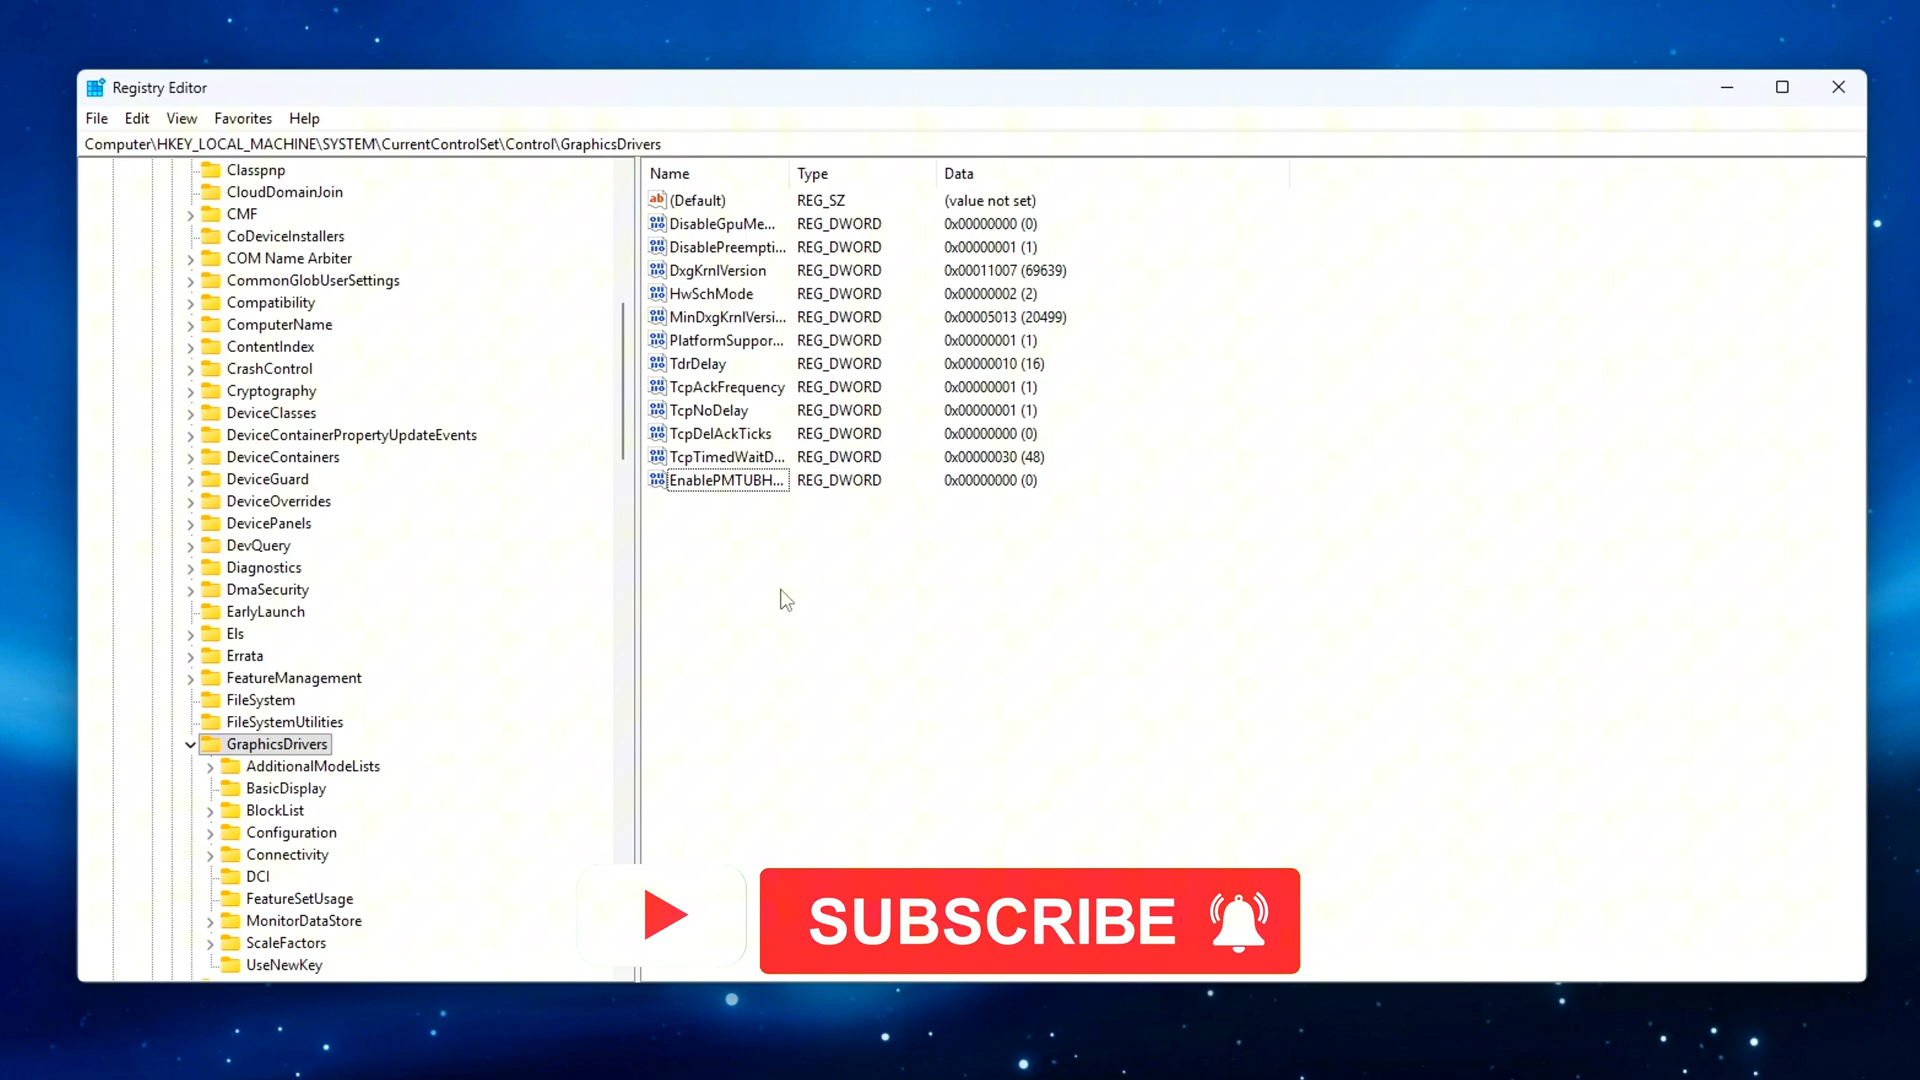 Registry Editor
File Edit View Favorites Help
Computer\HKEY_LOCAL_MACHINE\SYSTEM\CurrentControlSet\Control\GraphicsDrivers
Classpnp
CloudDomainJoin
CMF
CoDeviceInstallers
COM Name Arbiter
CommonGlobUserSettings
Compatibility
ComputerName
ContentIndex
CrashControl
Cryptography
DeviceClasses
DeviceContainerPropertyUpdateEvents
DeviceContainers
DeviceGuard
DeviceOverrides
DevicePanels
DevQuery
Diagnostics
DmaSecurity
EarlyLaunch
Els
Errata
FeatureManagement
FileSystem
FileSystemUtilities
GraphicsDrivers
AdditionalModeLists
BasicDisplay
BlockList
Configuration
Connectivity
DCI
FeatureSetUsage
MonitorDataStore
ScaleFactors
UseNewKey
Name Type Data
(Default) REG_SZ (value not set)
DisableGpuMe... REG_DWORD 0x00000000 (0)
DisablePreempti... REG_DWORD 0x00000001 (1)
DxgKrnlVersion REG_DWORD 0x00011007 (69639)
HwSchMode REG_DWORD 0x00000002 (2)
MinDxgKrnlVersi... REG_DWORD 0x00005013 (20499)
PlatformSuppor... REG_DWORD 0x00000001 (1)
TdrDelay REG_DWORD 0x00000010 (16)
TcpAckFrequency REG_DWORD 0x00000001 (1)
TcpNoDelay REG_DWORD 0x00000001 (1)
TcpDelAckTicks REG_DWORD 0x00000000 (0)
TcpTimedWaitD... REG_DWORD 0x00000030 (48)
EnablePMTUBH... REG_DWORD 0x00000000 (0)
SUBSCRIBE